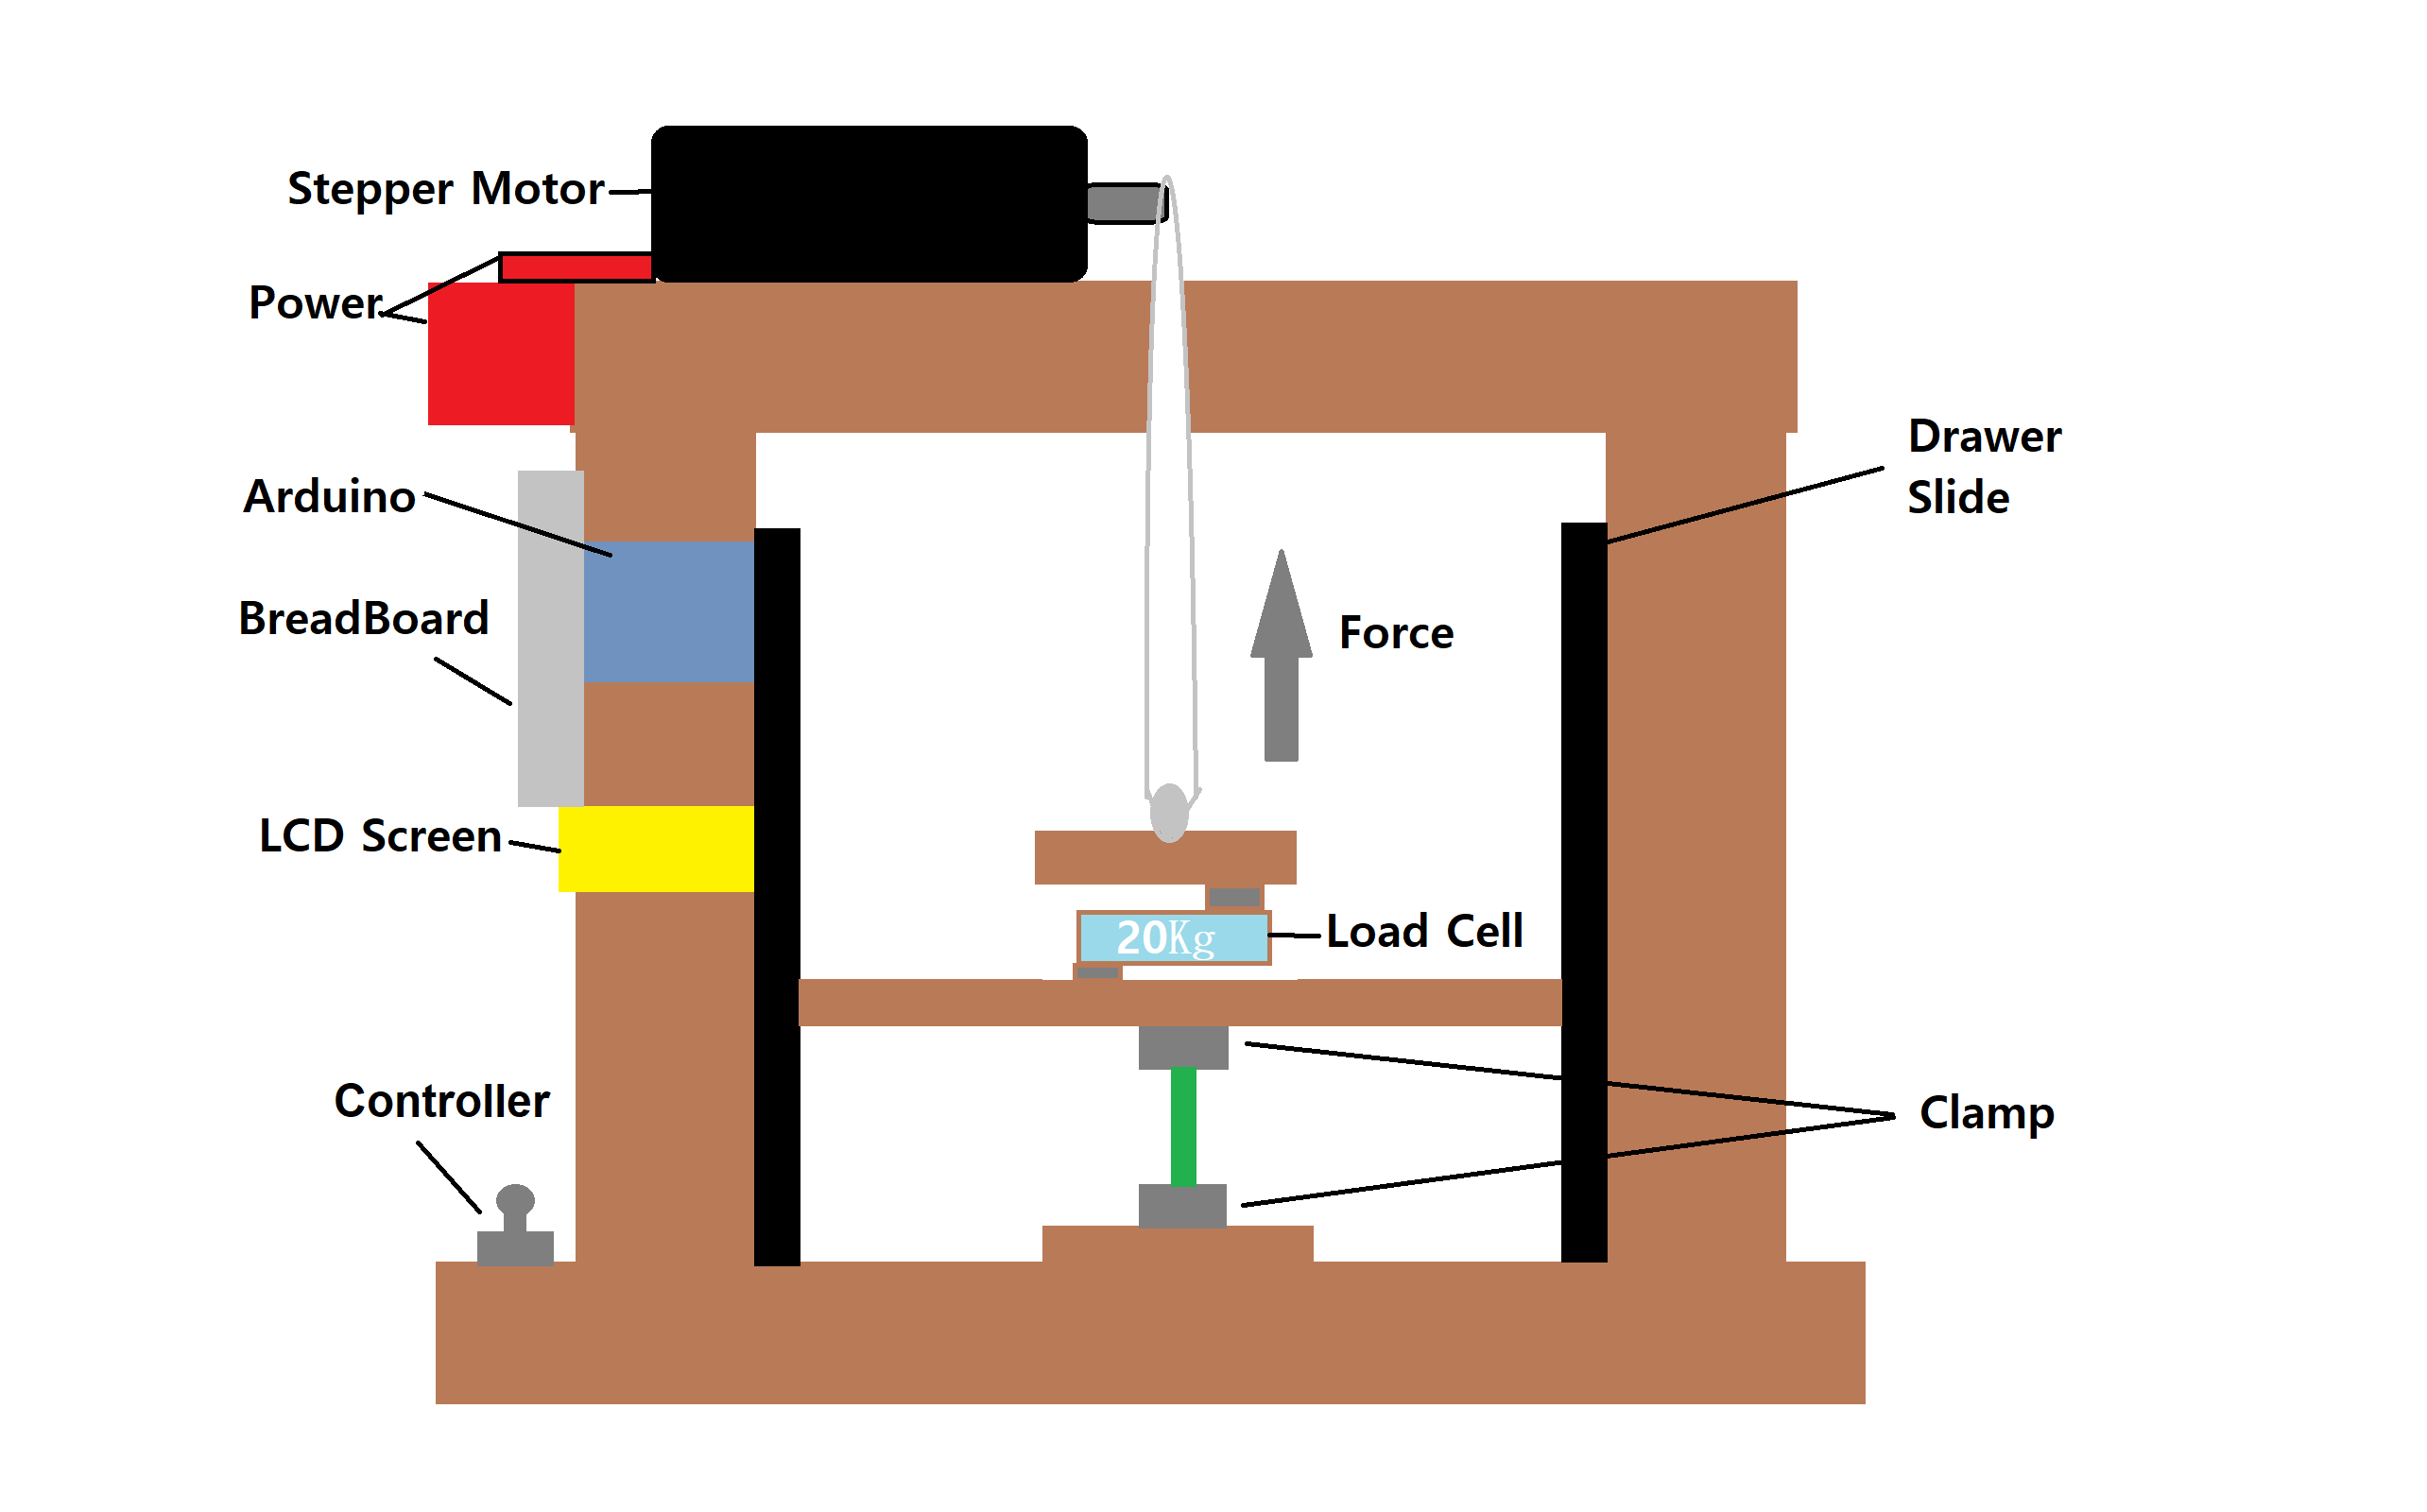 Stepper Motor
Power
Arduino
Drawer
Slide
BreadBoard
Force
LCD Screen
20Kg
Load Cell
Controller
Clamp